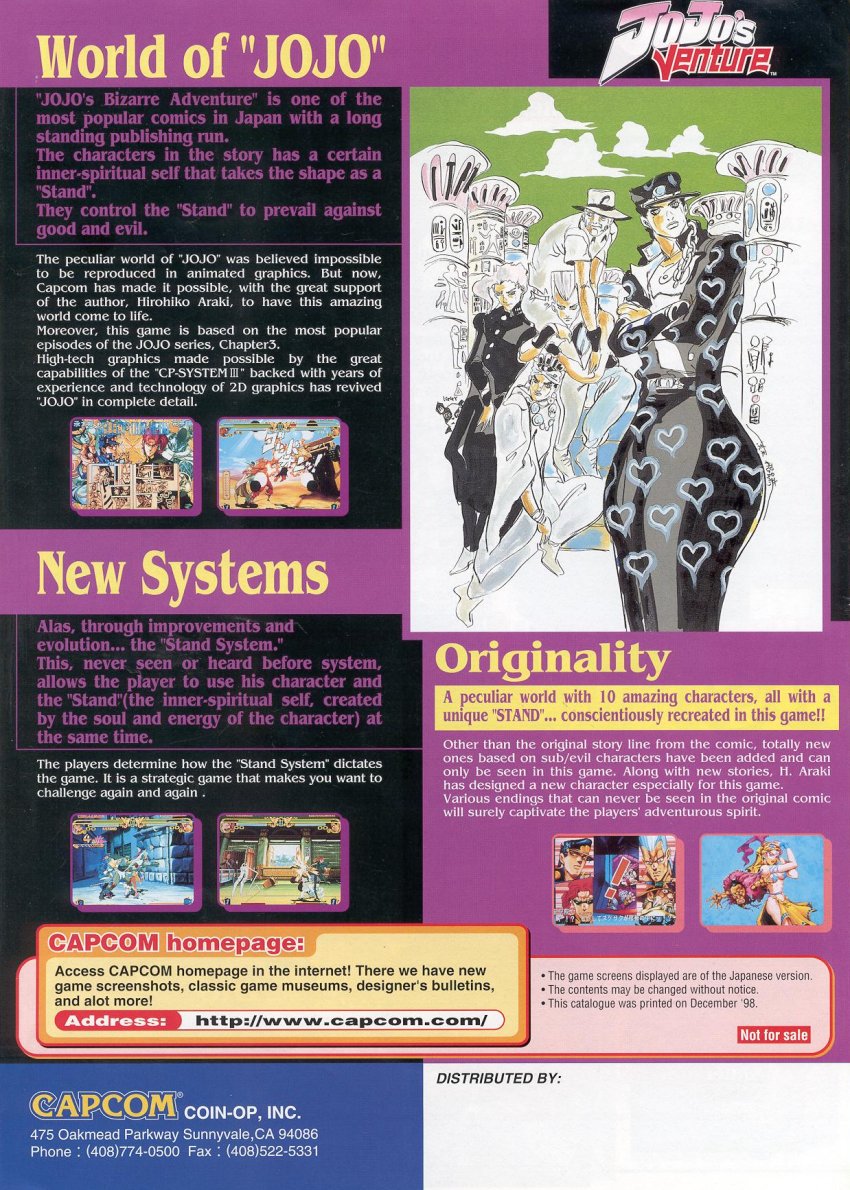 World of "JOJO"
JoJo's
Venture™
"JOJO's Bizarre Adventure" is one of the
most popular comics in Japan with a long
standing publishing run.
The characters in the story has a certain
inner-spiritual self that takes the shape as a
"Stand".
They control the "Stand" to prevail against
good and evil.
The peculiar world of "JOJO" was believed impossible
to be reproduced in animated graphics. But now,
Capcom has made it possible, with the great support
of the author, Hirohiko Araki, to have this amazing
world come to life.
Moreover, this game is based on the most popular
episodes of the JOJO series, Chapter3.
High-tech graphics made possible by the great
capabilities of the "CP-SYSTEM III" backed with years of
experience and technology of 2D graphics has revived
"JOJO" in complete detail.
New Systems
Alas, through improvements and
evolution... the "Stand System."
This, never seen or heard before system,
allows the player to use his character and
the "Stand"(the inner-spiritual self, created
by the soul and energy of the character) at
the same time.
The players determine how the "Stand System" dictates
the game. It is a strategic game that makes you want to
challenge again and again .
Originality
A peculiar world with 10 amazing characters, all with a
unique "STAND"... conscientiously recreated in this game!!
Other than the original story line from the comic, totally new
ones based on sub/evil characters have been added and can
only be seen in this game. Along with new stories, H. Araki
has designed a new character especially for this game.
Various endings that can never be seen in the original comic
will surely captivate the players' adventurous spirit.
CAPCOM homepage:
Access CAPCOM homepage in the internet! There we have new
game screenshots, classic game museums, designer's bulletins,
and alot more!
Address: http://www.capcom.com/
• The game screens displayed are of the Japanese version.
• The contents may be changed without notice.
• This catalogue was printed on December '98.
Not for sale
CAPCOM® COIN-OP, INC.
475 Oakmead Parkway Sunnyvale,CA 94086
Phone : (408)774-0500 Fax : (408)522-5331
DISTRIBUTED BY: